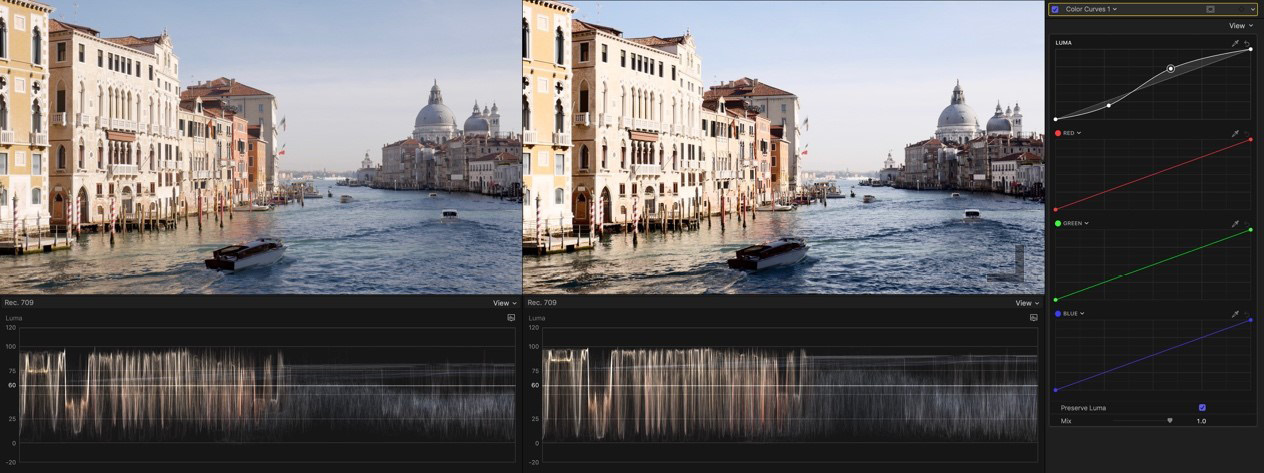 Color Curves 1
View
LUMA
RED
GREEN
BLUE
Preserve Luma
Mix 1.0
Rec. 709 View
Luma
120
100
75
60
25
0
-20
Rec. 709 View
Luma
120
100
75
60
25
0
-20